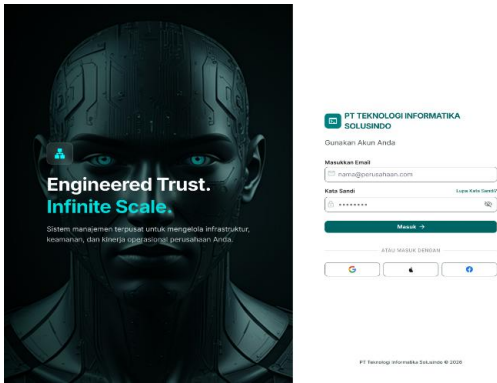 Engineered Trust.
Infinite Scale.
Sistem manajemen terpusat untuk mengelola infrastruktur,
keamanan, dan kinerja operasional perusahaan Anda.
PT TEKNOLOGI INFORMATIKA
SOLUSINDO
Gunakan Akun Anda
Masukkan Email
nama@perusahaan.com
Kata Sandi
Lupa Kata Sandi?
Masuk →
ATAU MASUK DENGAN
PT Teknologi Informatika Solusindo © 2026